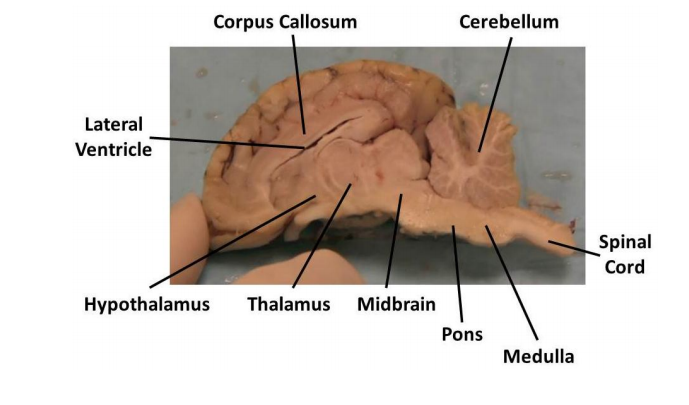 Corpus Callosum
Cerebellum
Lateral
Ventricle
Spinal
Cord
Hypothalamus
Thalamus
Midbrain
Pons
Medulla